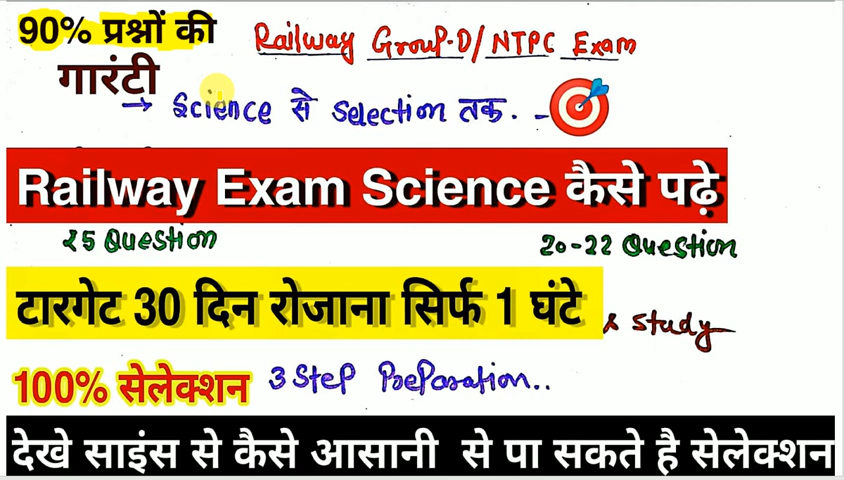 90% प्रश्नों की
गारंटी
Railway Group-D/ NTPC Exam
→ Science से Selection तक. -
Railway Exam Science कैसे पढ़े
25 Question
20-22 Question
टारगेट 30 दिन रोजाना सिर्फ 1 घंटे
Study
100% सेलेक्शन
3 Step Preparation..
देखे साइंस से कैसे आसानी से पा सकते है सेलेक्शन